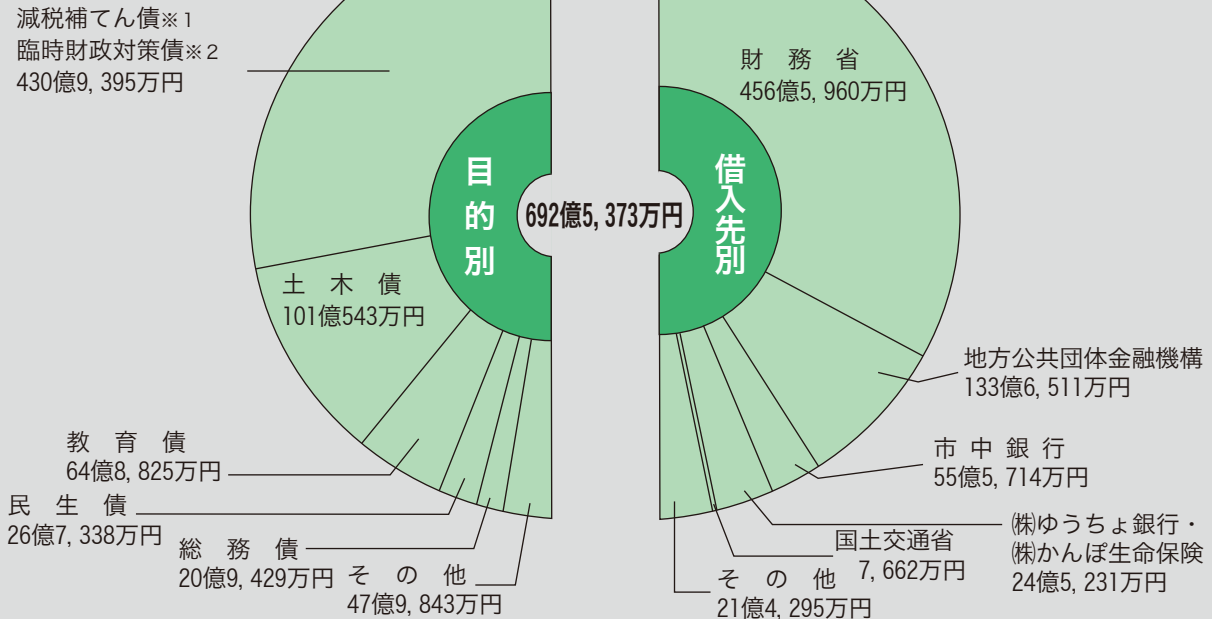 減税補てん債※1
臨時財政対策債※2
430億9,395万円
土木債
101億543万円
教育債
64億8,825万円
民生債
26億7,338万円
総務債
20億9,429万円
その他
47億9,843万円
目的別
692億5,373万円
借入先別
財務省
456億5,960万円
地方公共団体金融機構
133億6,511万円
市中銀行
55億5,714万円
㈱ゆうちょ銀行・
㈱かんぽ生命保険
24億5,231万円
国土交通省
7,662万円
その他
21億4,295万円